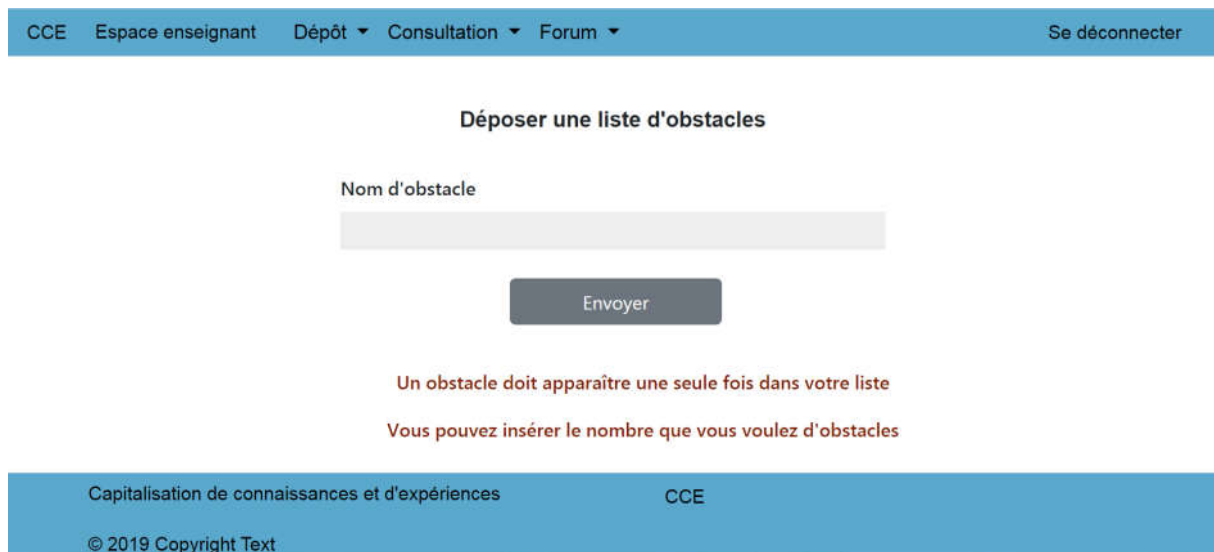 CCE Espace enseignant Dépôt Consultation Forum Se déconnecter
Déposer une liste d'obstacles
Nom d'obstacle
Envoyer
Un obstacle doit apparaître une seule fois dans votre liste
Vous pouvez insérer le nombre que vous voulez d'obstacles
Capitalisation de connaissances et d'expériences CCE
© 2019 Copyright Text